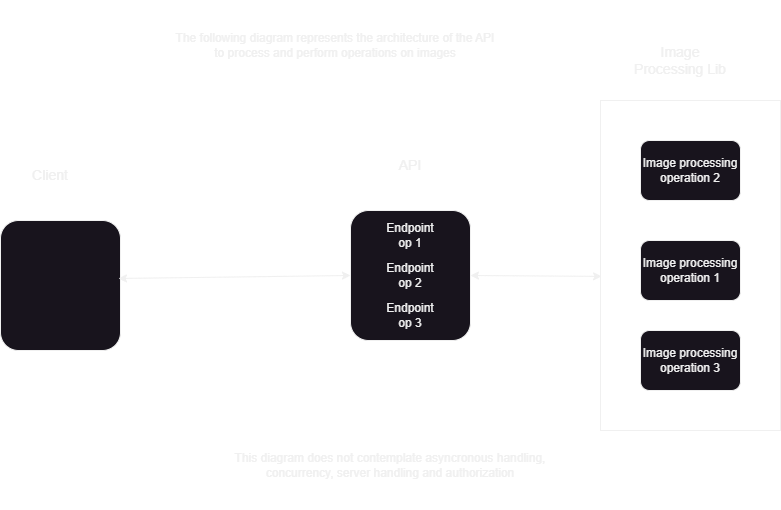 The following diagram represents the architecture of the API
to process and perform operations on images
Image
Processing Lib
Client
API
Endpoint
op 1
Endpoint
op 2
Endpoint
op 3
Image processing
operation 2
Image processing
operation 1
Image processing
operation 3
This diagram does not contemplate asyncronous handling,
concurrency, server handling and authorization